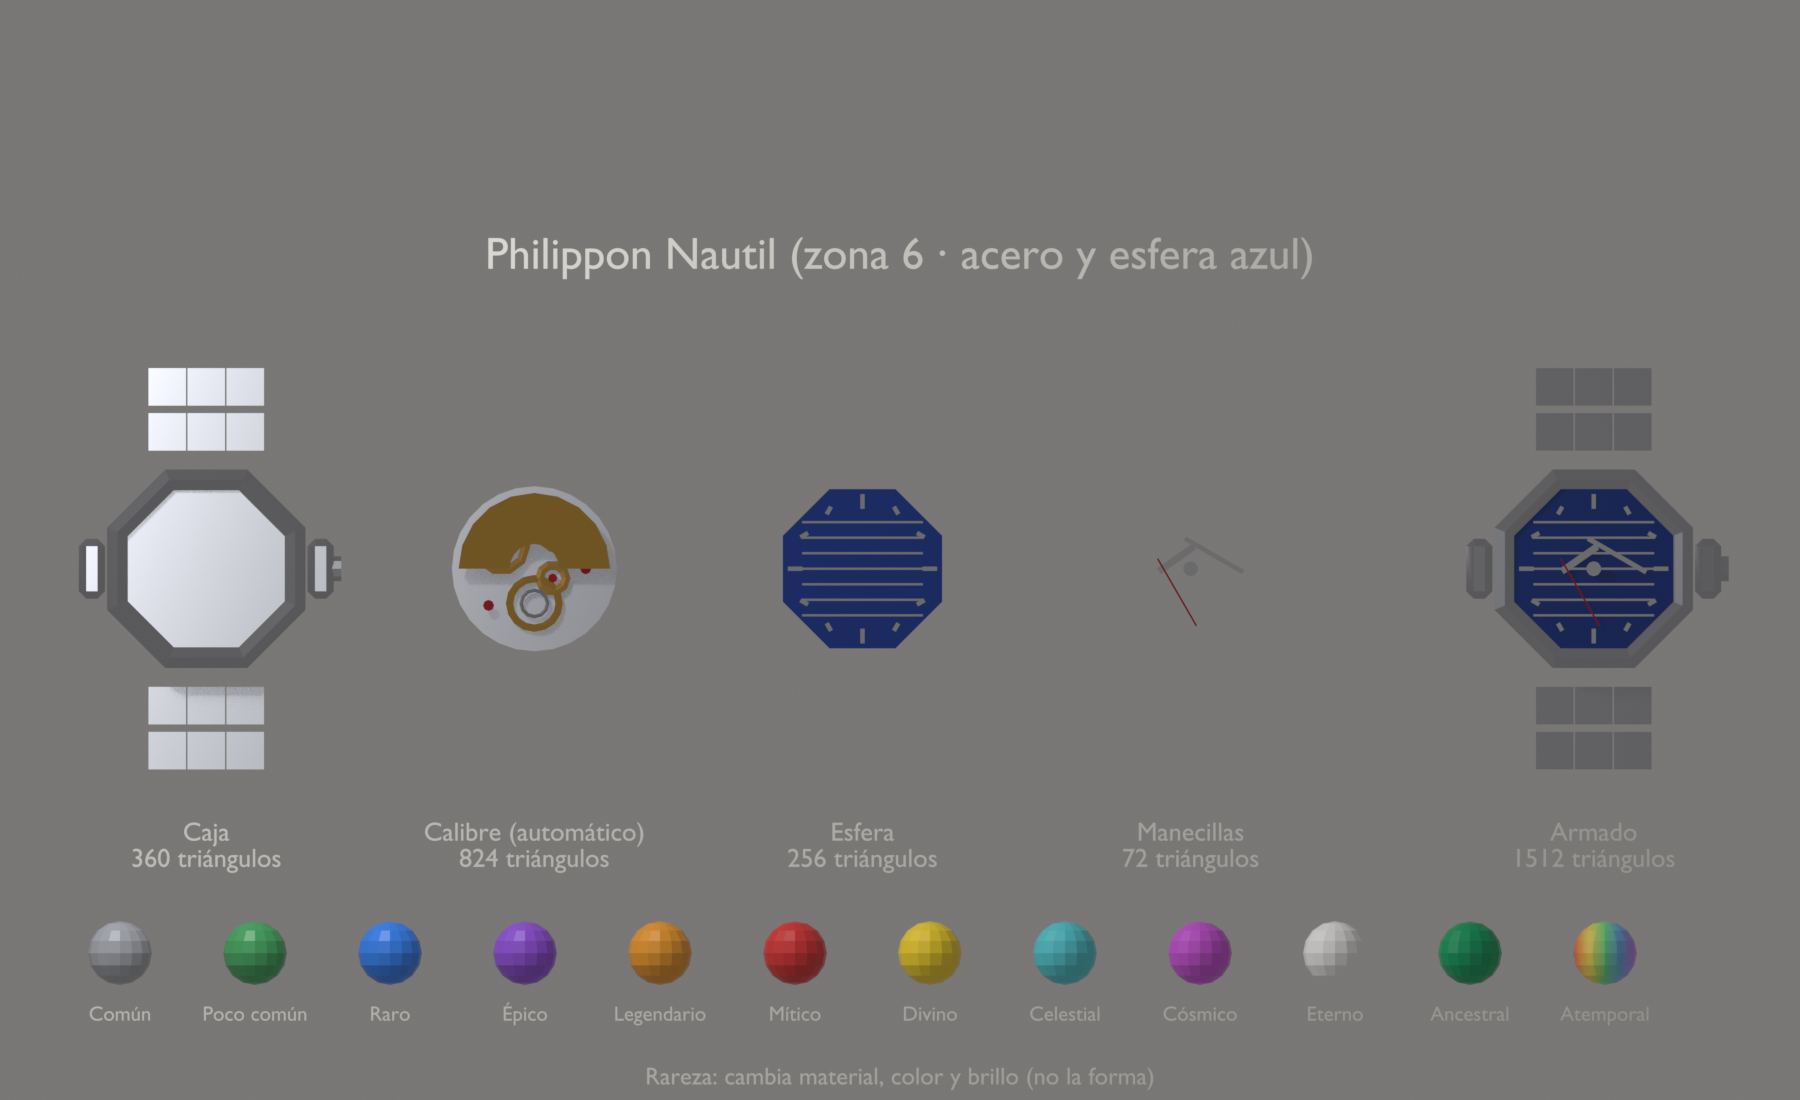 Philippon Nautil (zona 6 · acero y esfera azul)
Caja
360 triángulos
Calibre (automático)
824 triángulos
Esfera
256 triángulos
Manecillas
72 triángulos
Armado
1512 triángulos
Común
Poco común
Raro
Épico
Legendario
Mítico
Divino
Celestial
Cósmico
Eterno
Ancestral
Atemporal
Rareza: cambia material, color y brillo (no la forma)